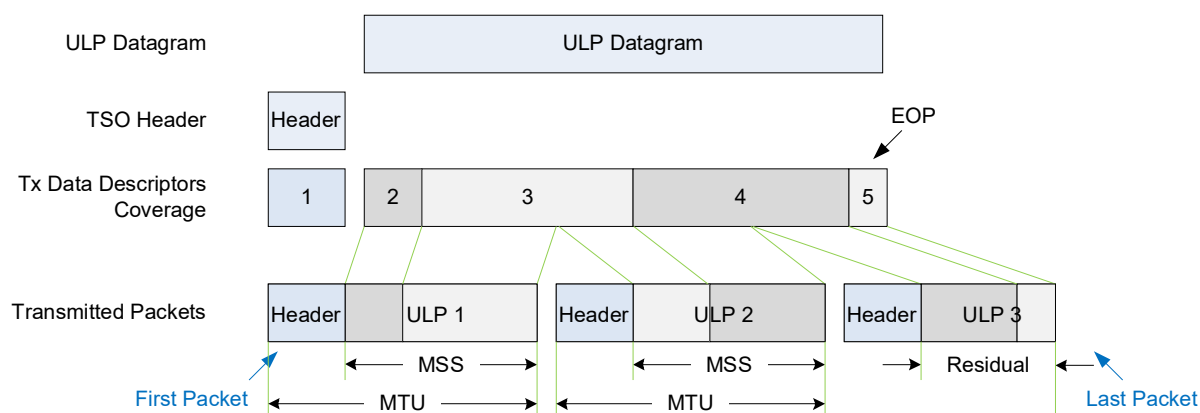 ULP Datagram
ULP Datagram
TSO Header
Header
EOP
Tx Data Descriptors
Coverage
1
2
3
4
5
Transmitted Packets
Header
ULP 1
Header
ULP 2
Header
ULP 3
MSS
MSS
Residual
First Packet
MTU
MTU
Last Packet